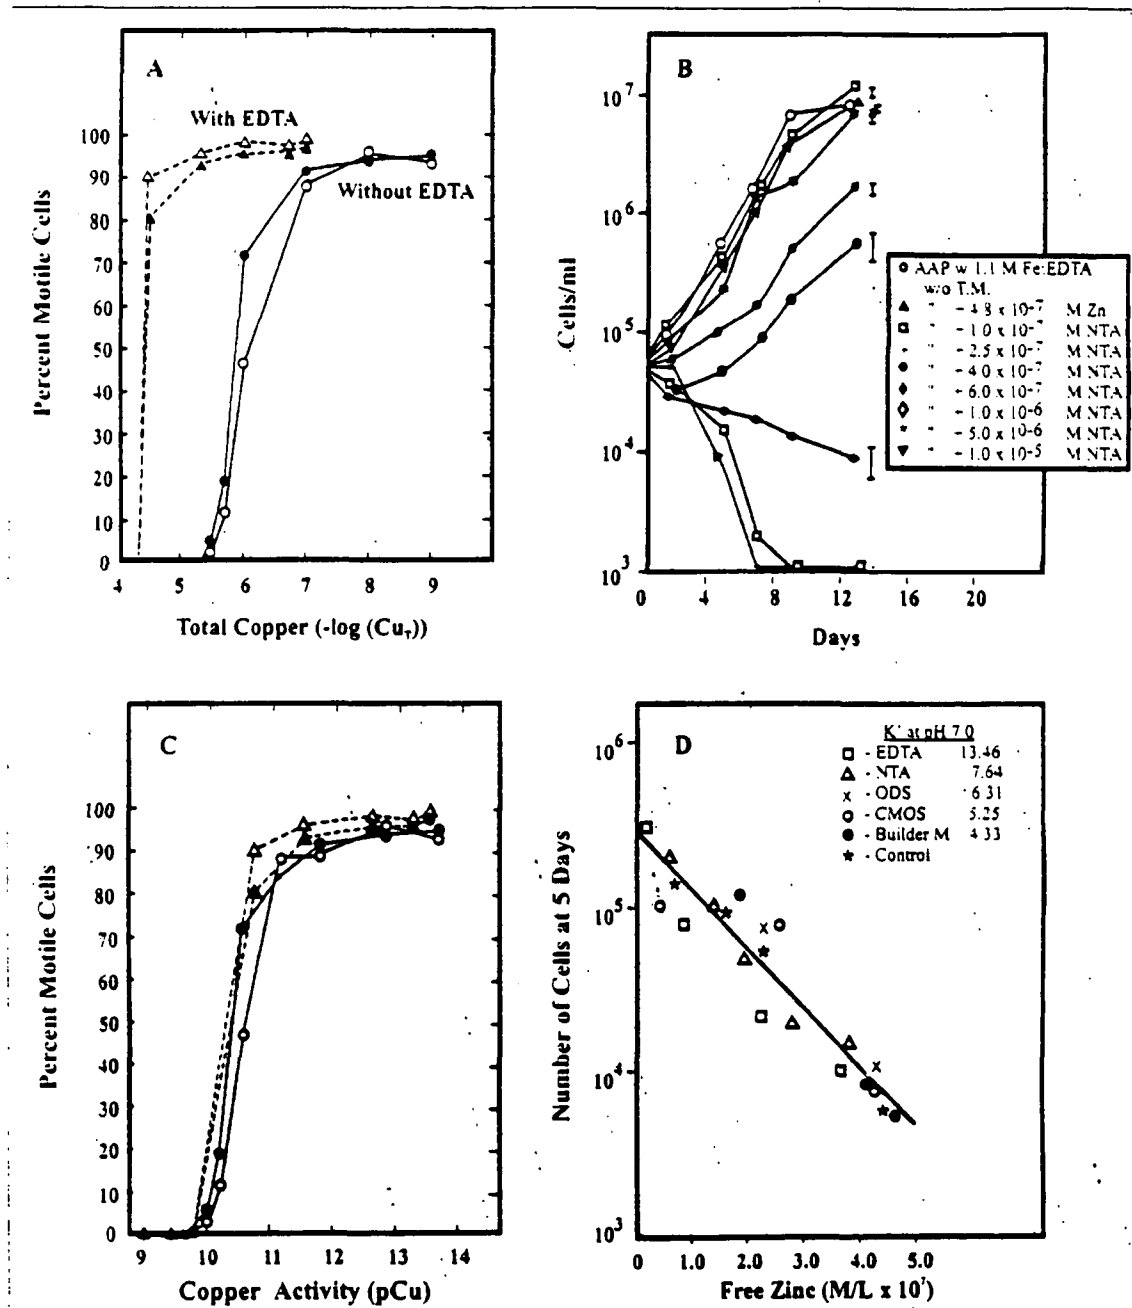 A
With EDTA
Without EDTA
100
90
80
70
60
50
40
30
20
10
0
4 5 6 7 8 9
Percent Motile Cells
Total Copper (-log (Cu_T))
B
10^7
10^6
10^5
10^4
10^3
0 4 8 12 16 20
Cells/ml
Days
AAP w 1.1 M Fe:EDTA
w/o T.M.
" - 4.8 x 10^-7 M Zn
" - 1.0 x 10^-7 M NTA
" - 2.5 x 10^-7 M NTA
" - 4.0 x 10^-7 M NTA
" - 6.0 x 10^-7 M NTA
" - 1.0 x 10^-6 M NTA
" - 5.0 x 10^-6 M NTA
" - 1.0 x 10^-5 M NTA
C
100
90
80
70
60
50
40
30
20
10
0
9 10 11 12 13 14
Percent Motile Cells
Copper Activity (pCu)
D
K' at pH 7.0
- EDTA 13.46
- NTA 7.64
- ODS 6.31
- CMOS 5.25
- Builder M 4.33
- Control
10^6
10^5
10^4
10^3
0 1.0 2.0 3.0 4.0 5.0
Number of Cells at 5 Days
Free Zinc (M/L x 10^7)